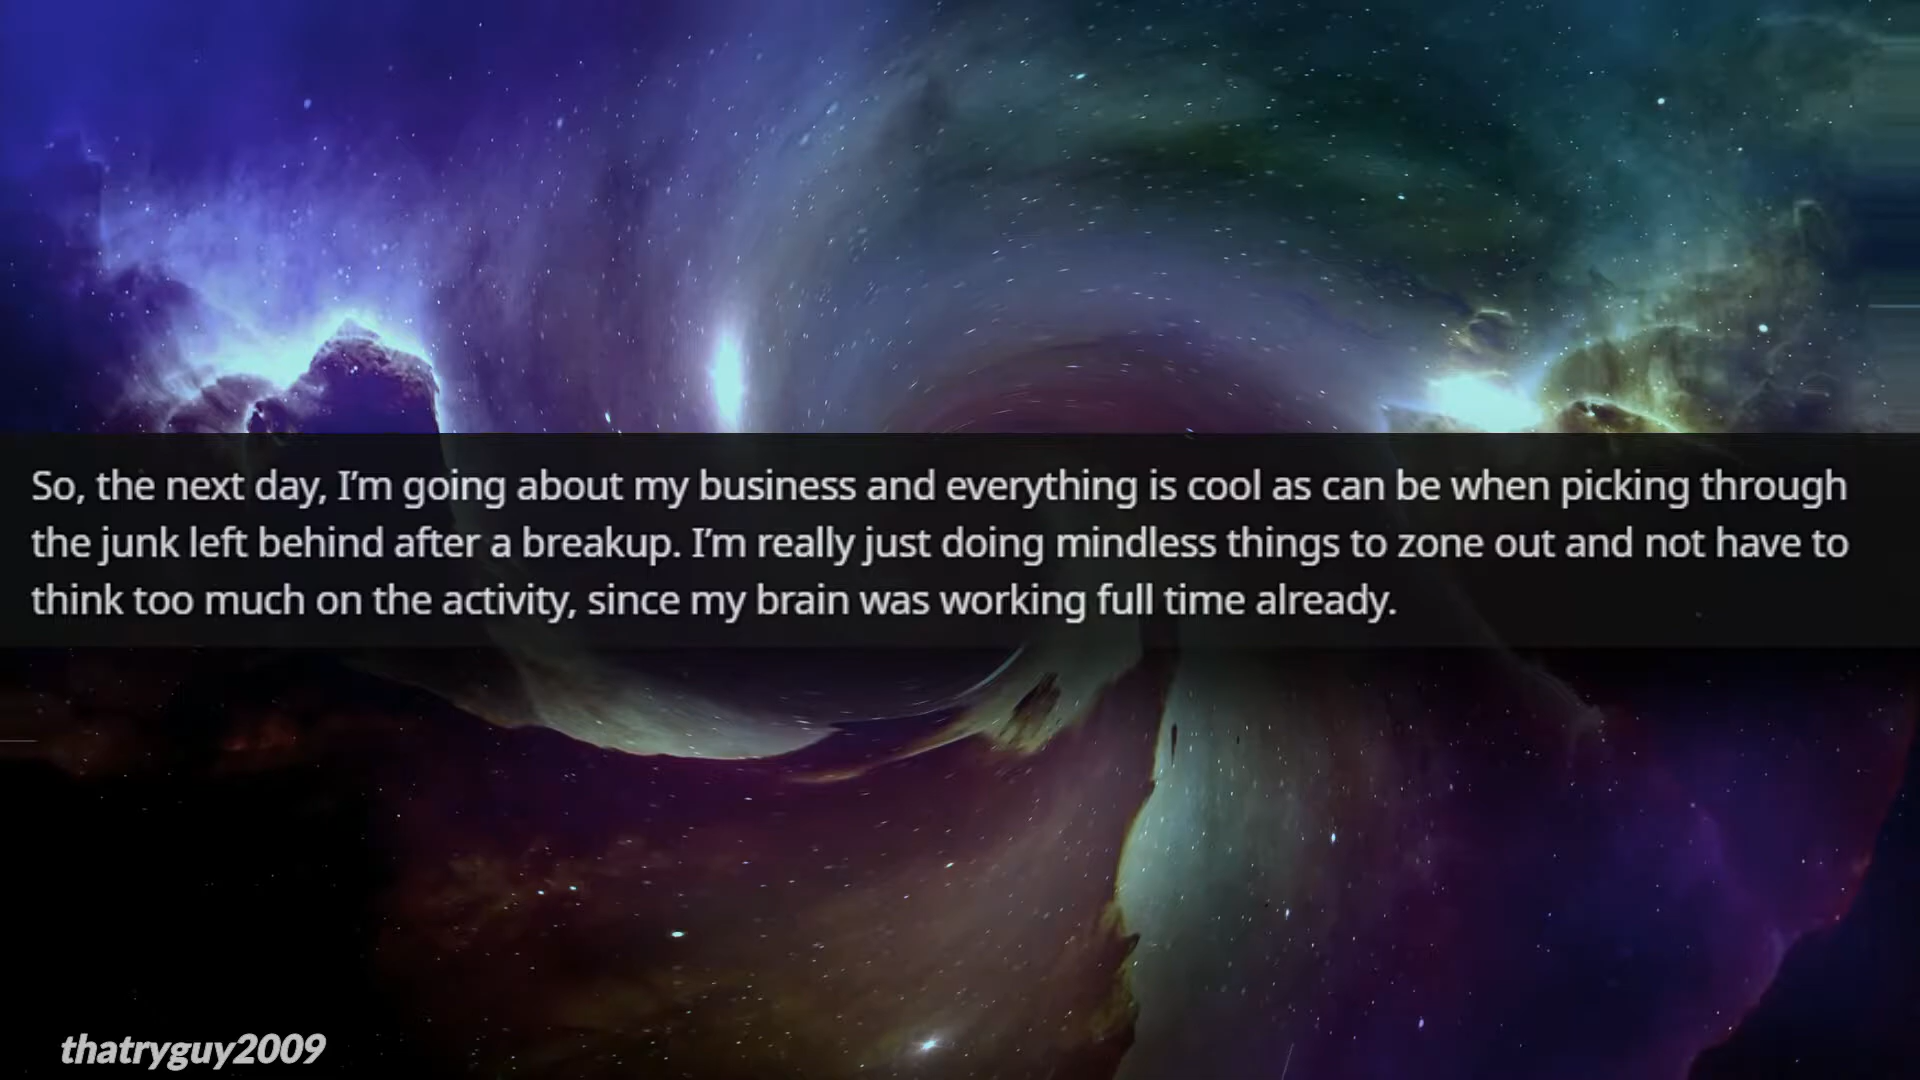 So, the next day, I’m going about my business and everything is cool as can be when picking through
the junk left behind after a breakup. I’m really just doing mindless things to zone out and not have to
think too much on the activity, since my brain was working full time already.
thatryguy2009